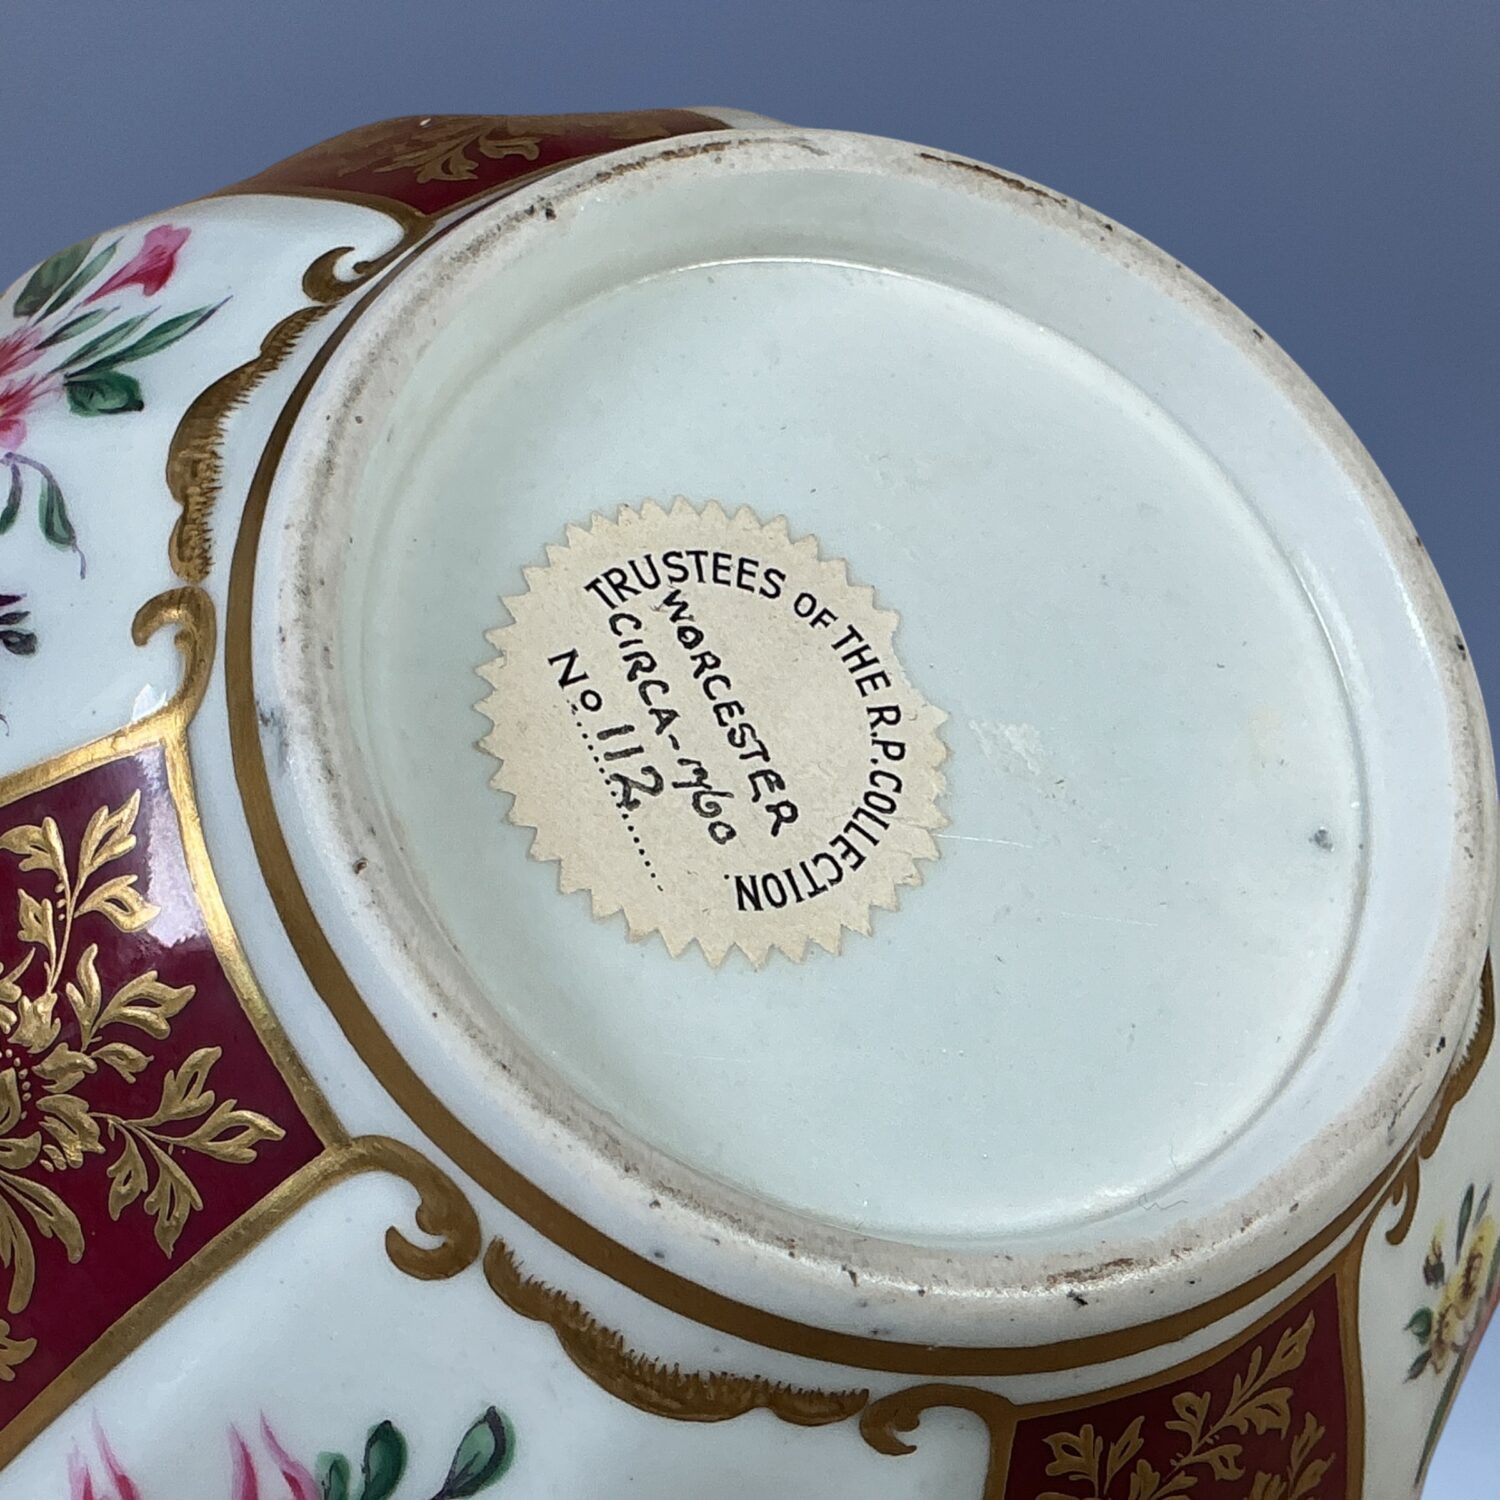 TRUSTEES OF THE R.P. COLLECTION.
WORCESTER
CIRCA-1760
No 112